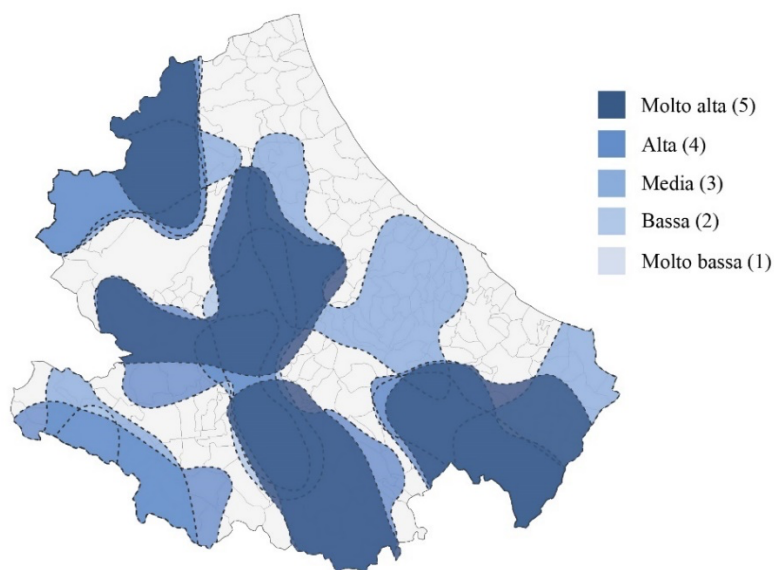 Molto alta (5)
Alta (4)
Media (3)
Bassa (2)
Molto bassa (1)